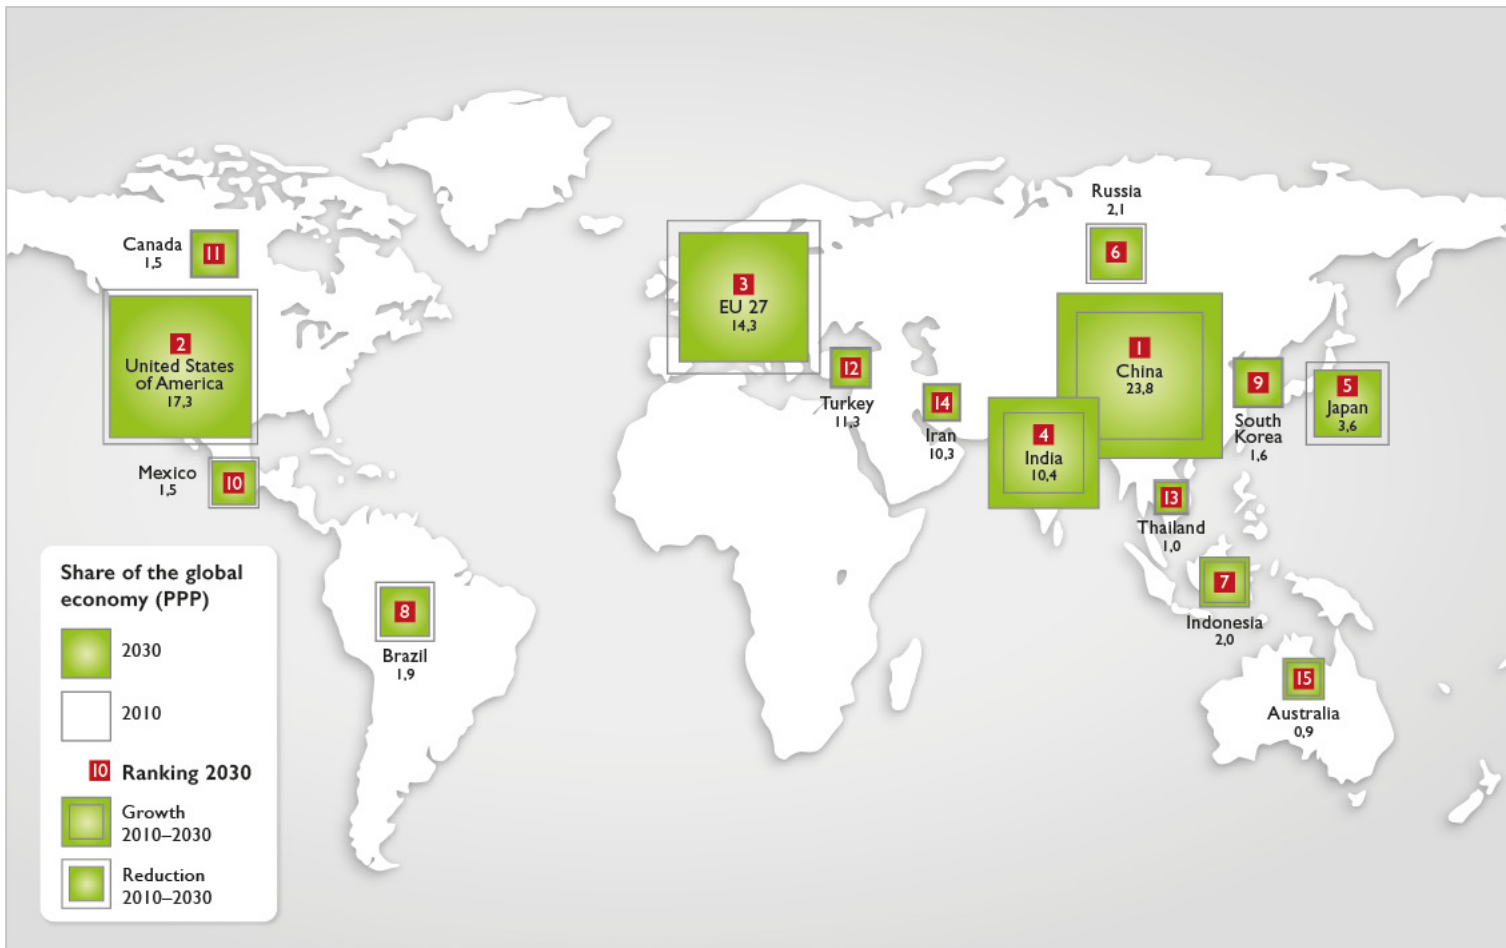 Russia
2,1
6
Canada
1,5
11
3
EU 27
14,3
2
United States
of America
17,3
1
China
23,8
12
Turkey
11,3
14
Iran
10,3
4
India
10,4
9
South
Korea
1,6
5
Japan
3,6
Mexico
1,5
10
13
Thailand
1,0
7
Indonesia
2,0
8
Brazil
1,9
15
Australia
0,9
Share of the global
economy (PPP)
2030
2010
10 Ranking 2030
Growth
2010–2030
Reduction
2010–2030